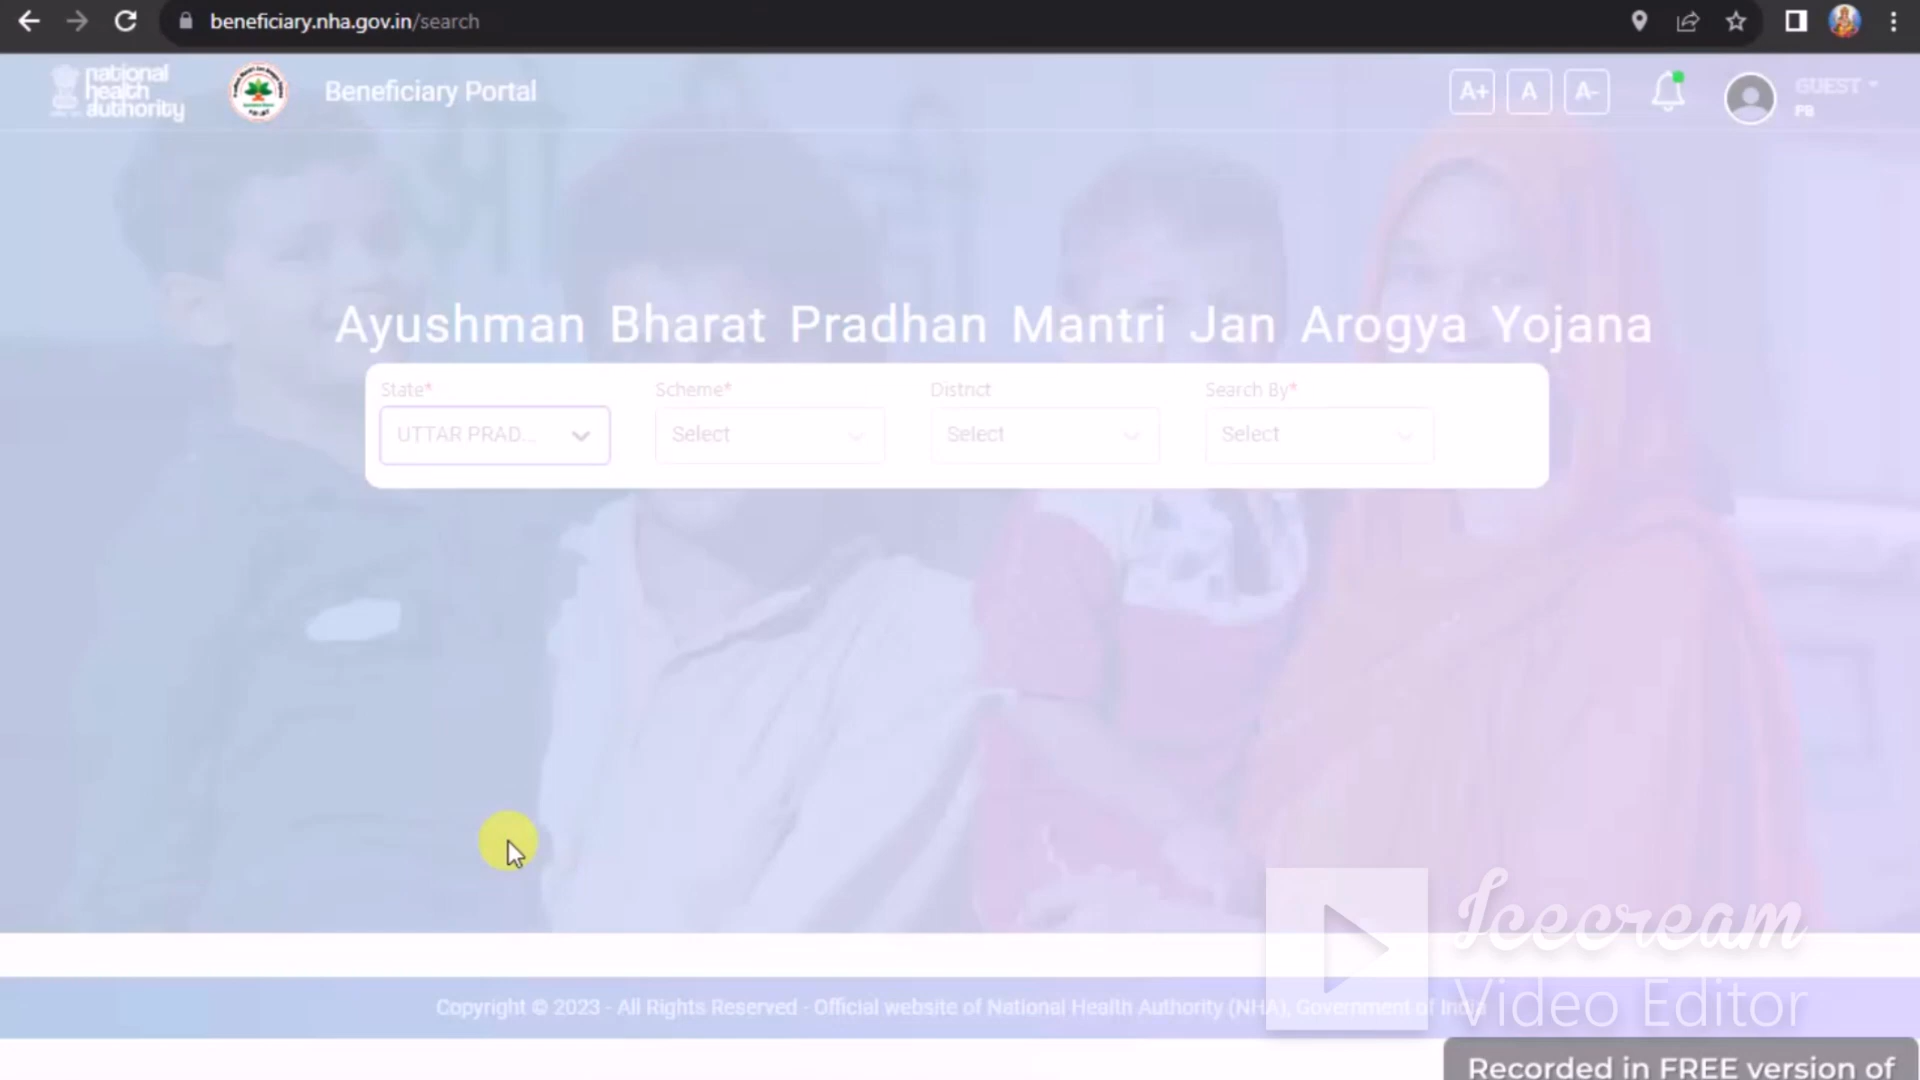 beneficiary.nha.gov.in/search
national
health
authority
Beneficiary Portal
A+ A A-
GUEST
Ayushman Bharat Pradhan Mantri Jan Arogya Yojana
State* Scheme* District Search By*
UTTAR PRAD... Select Select Select
Copyright © 2023 - All Rights Reserved - Official website of National Health Authority (NHA), Government of India
Icecream
Video Editor
Recorded in FREE version of